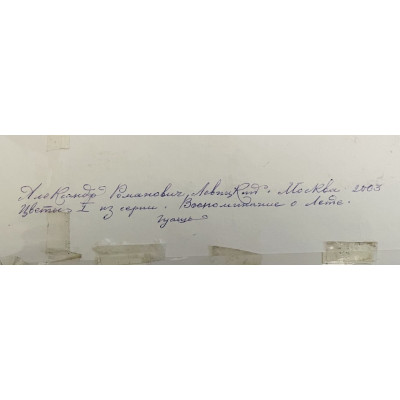 Александр Романович Левицкий. Москва 2003
Цветы I из серии. Воспоминание о Лете.
гуашь